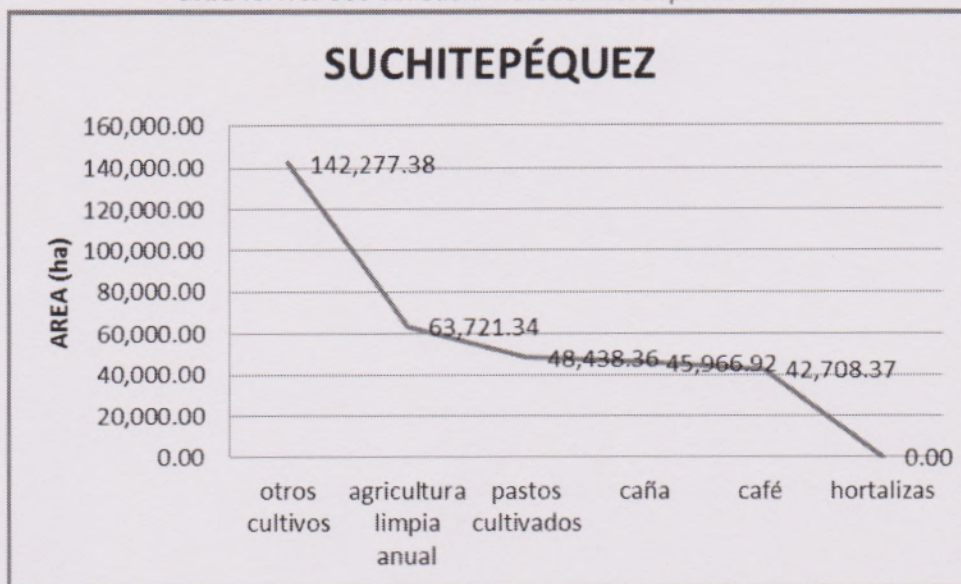 SUCHITEPÉQUEZ
AREA (ha)
160,000.00
140,000.00
120,000.00
100,000.00
80,000.00
60,000.00
40,000.00
20,000.00
0.00
142,277.38
63,721.34
48,438.36
45,966.92
42,708.37
0.00
otros
cultivos
agricultura
limpia
anual
pastos
cultivados
caña
café
hortalizas